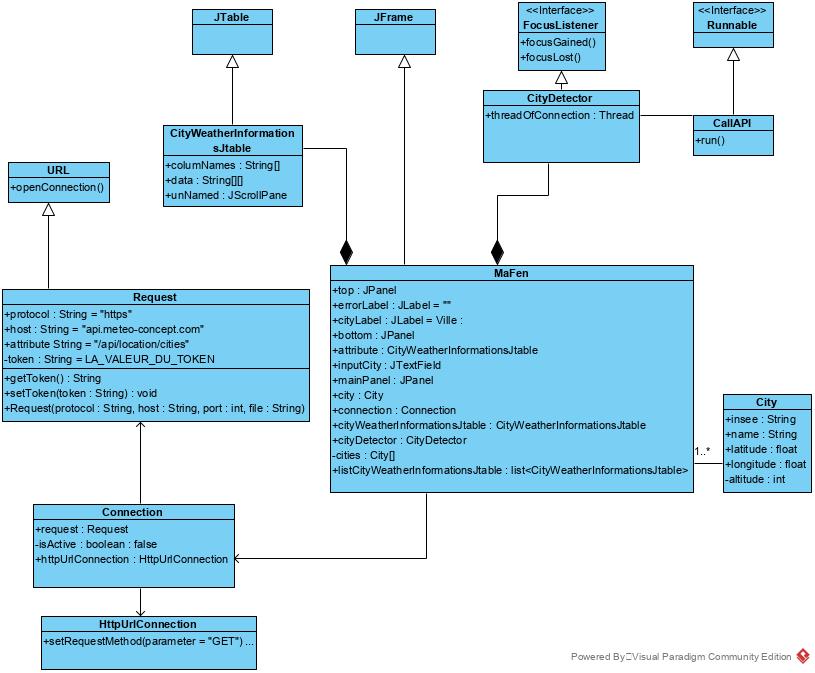 JTable
JFrame
<<Interface>>
FocusListener
+focusGained()
+focusLost()
<<Interface>>
Runnable
CityDetector
+threadOfConnection : Thread
CallAPI
+run()
CityWeatherInformation
sJtable
+columNames : String[]
+data : String[][]
+unNamed : JScrollPane
URL
+openConnection()
MaFen
+top : JPanel
+errorLabel : JLabel = ""
+cityLabel : JLabel = Ville :
+bottom : JPanel
+attribute : CityWeatherInformationsJtable
+inputCity : JTextField
+mainPanel : JPanel
+city : City
+connection : Connection
+cityWeatherInformationsJtable : CityWeatherInformationsJtable
+cityDetector : CityDetector
-cities : City[]
+listCityWeatherInformationsJtable : list<CityWeatherInformationsJtable>
Request
+protocol : String = "https"
+host : String = "api.meteo-concept.com"
+attribute String = "/api/location/cities"
-token : String = LA_VALEUR_DU_TOKEN
+getToken() : String
+setToken(token : String) : void
+Request(protocol : String, host : String, port : int, file : String)
1..*
City
+insee : String
+name : String
+latitude : float
+longitude : float
-altitude : int
Connection
+request : Request
-isActive : boolean : false
+httpUrlConnection : HttpUrlConnection
HttpUrlConnection
+setRequestMethod(parameter = "GET") ...
Powered By Visual Paradigm Community Edition